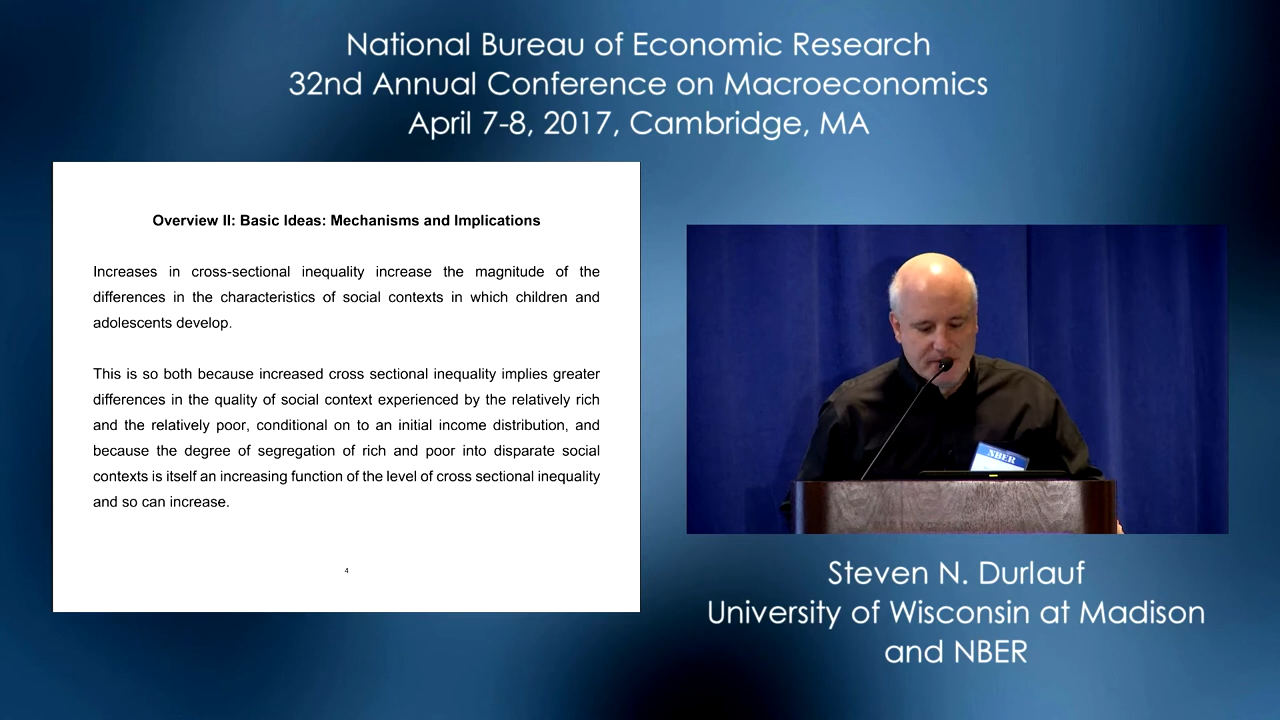 National Bureau of Economic Research
32nd Annual Conference on Macroeconomics
April 7-8, 2017, Cambridge, MA
Overview II: Basic Ideas: Mechanisms and Implications
Increases in cross-sectional inequality increase the magnitude of the
differences in the characteristics of social contexts in which children and
adolescents develop.
This is so both because increased cross sectional inequality implies greater
differences in the quality of social context experienced by the relatively rich
and the relatively poor, conditional on to an initial income distribution, and
because the degree of segregation of rich and poor into disparate social
contexts is itself an increasing function of the level of cross sectional inequality
and so can increase.
4
NBER
Steven N. Durlauf
University of Wisconsin at Madison
and NBER